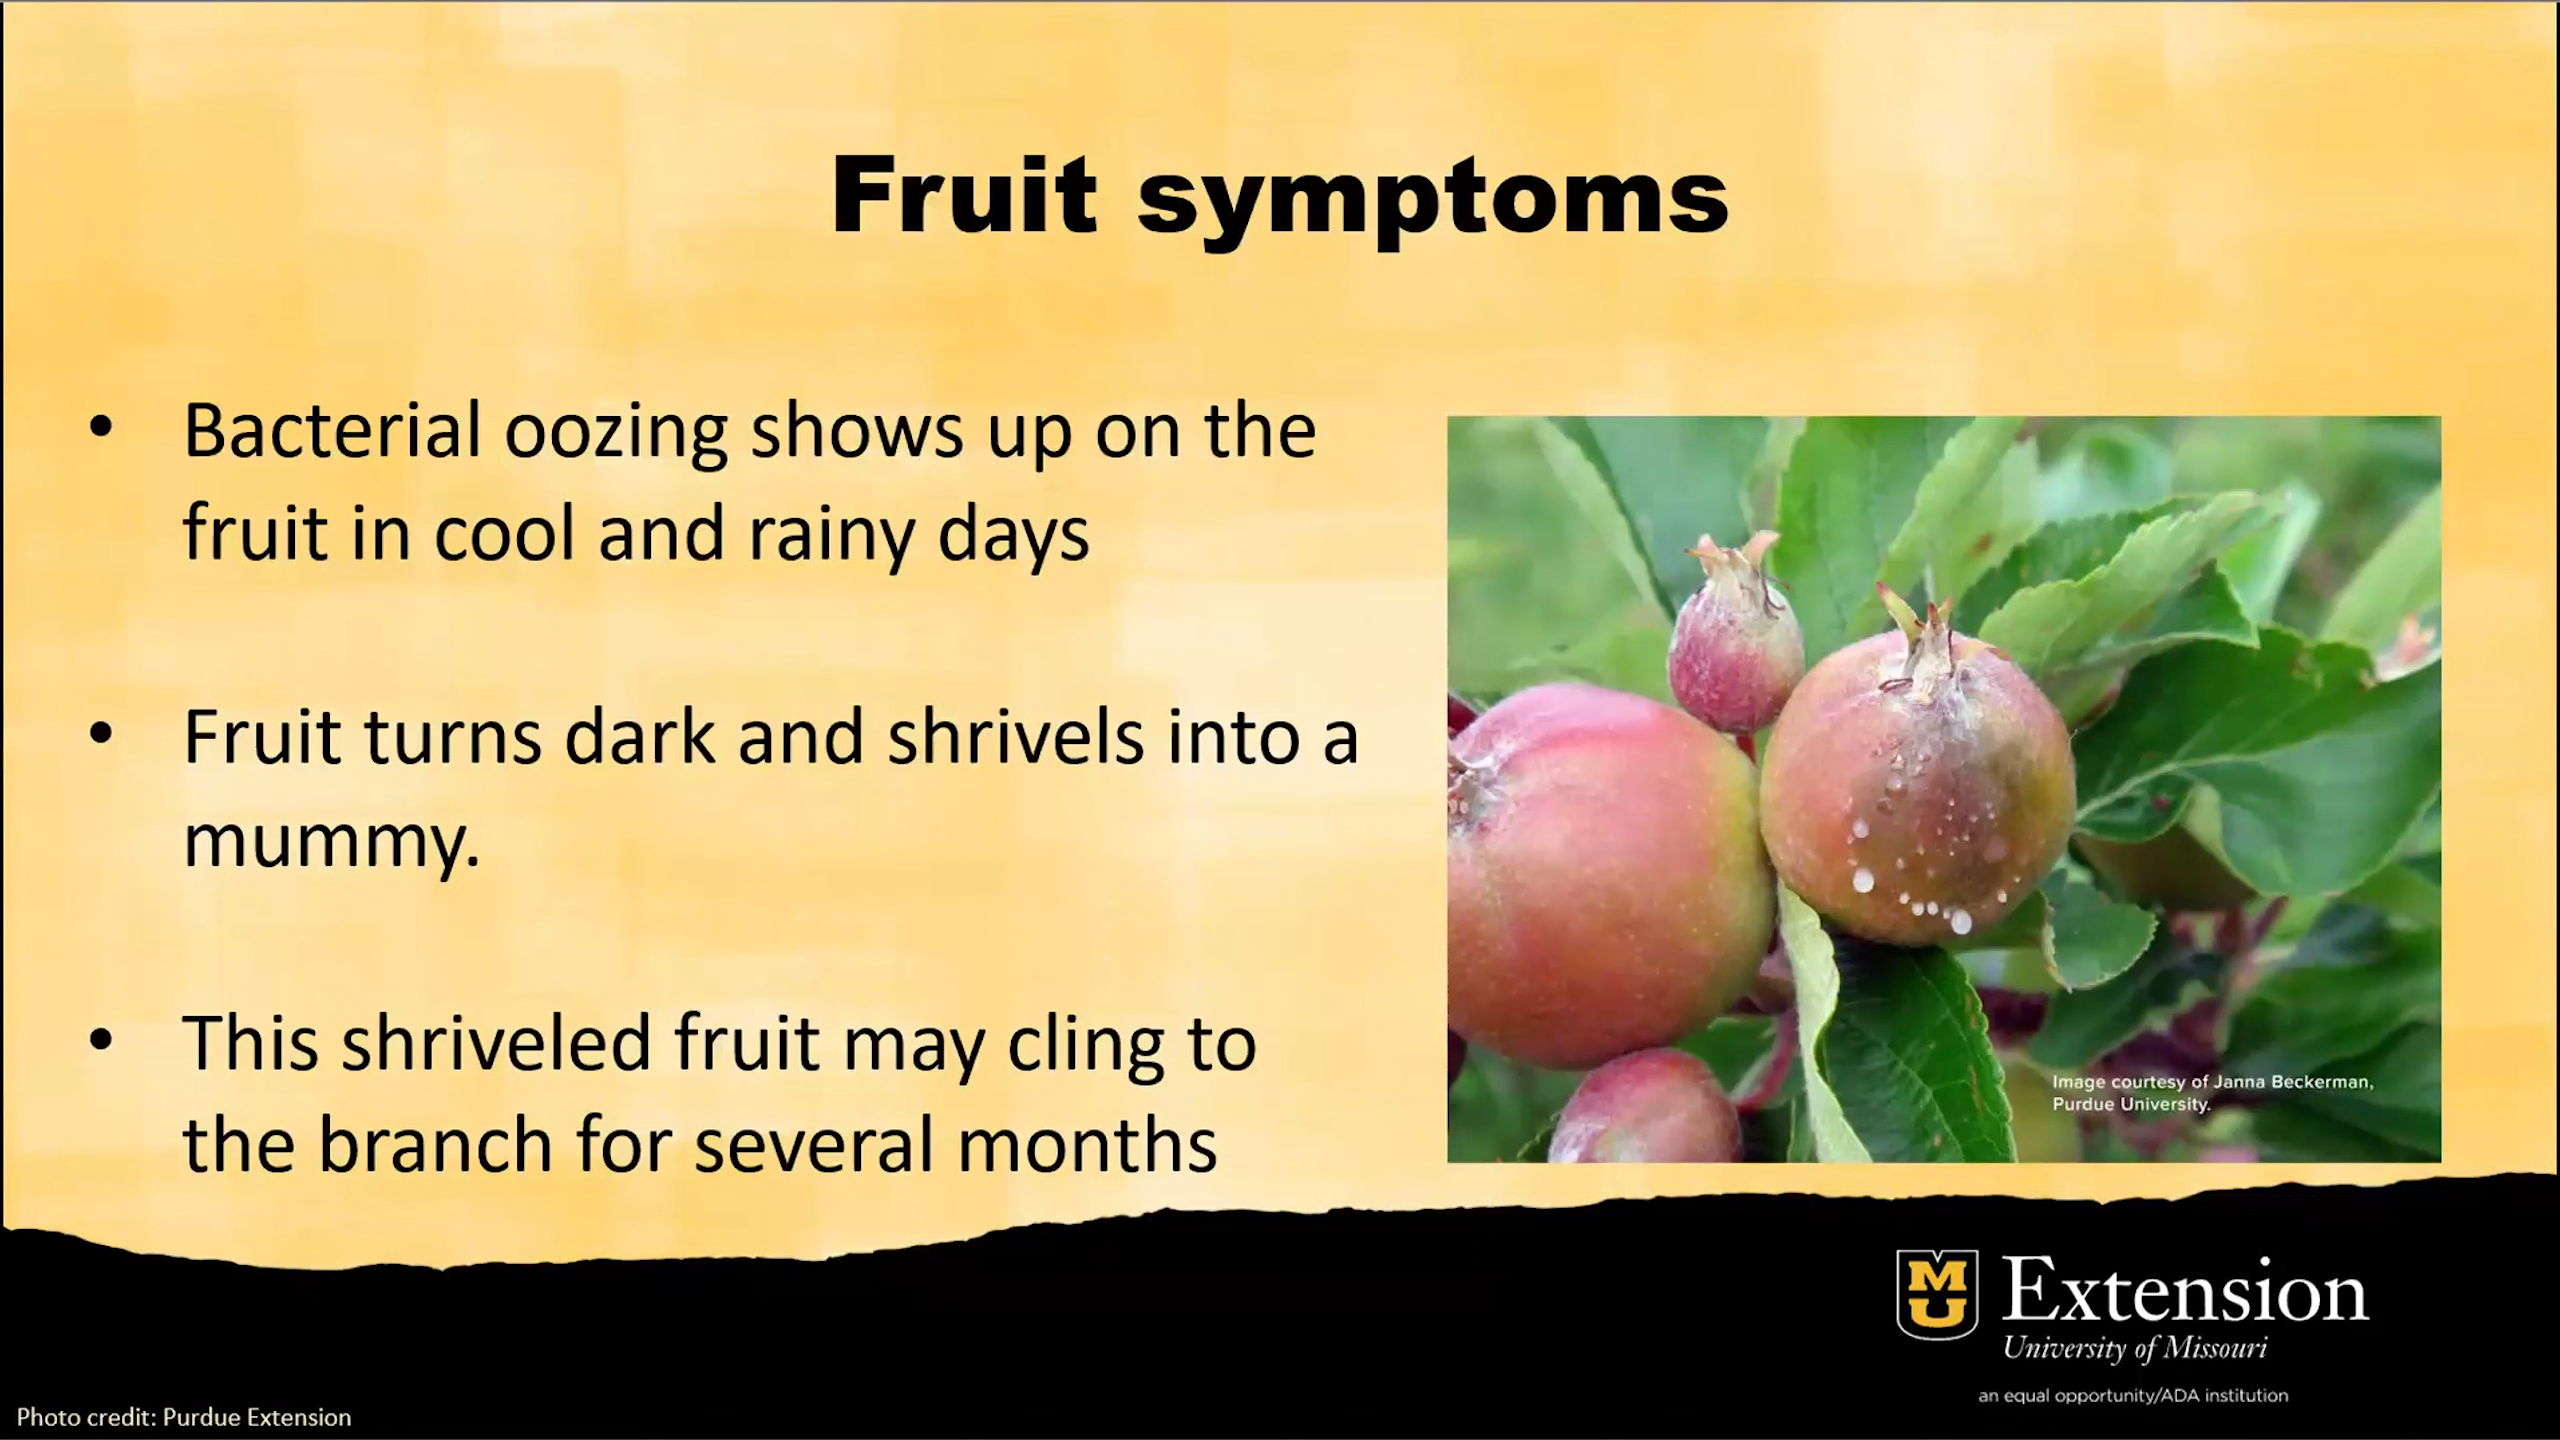 Fruit symptoms
• Bacterial oozing shows up on the
fruit in cool and rainy days
• Fruit turns dark and shrivels into a
mummy.
• This shriveled fruit may cling to
the branch for several months
Image courtesy of Janna Beckerman,
Purdue University.
MU
Extension
University of Missouri
an equal opportunity/ADA institution
Photo credit: Purdue Extension